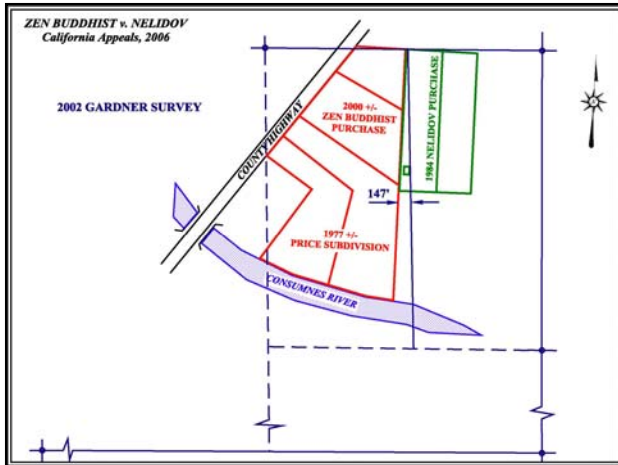 ZEN BUDDHIST v. NELIDOV
California Appeals, 2006
2002 GARDNER SURVEY
COUNTY HIGHWAY
2000 +/-
ZEN BUDDHIST
PURCHASE
1984 NELIDOV PURCHASE
147'
1977 +/-
PRICE SUBDIVISION
CONSUMNES RIVER